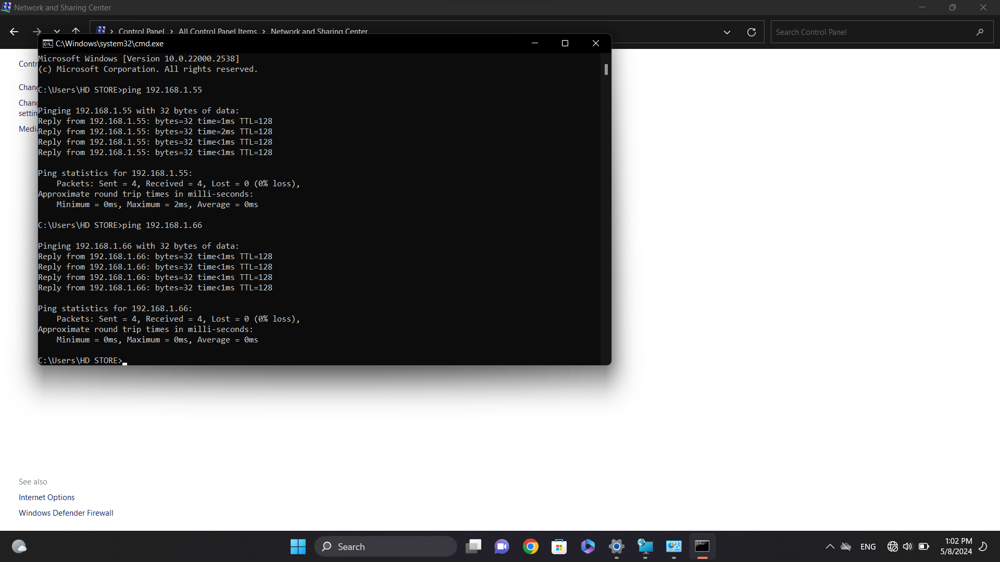 Network and Sharing Center
Control Panel > All Control Panel Items > Network and Sharing Center
Search Control Panel
C:\Windows\system32\cmd.exe
Microsoft Windows [Version 10.0.22000.2538]
(c) Microsoft Corporation. All rights reserved.
C:\Users\HD STORE>ping 192.168.1.55
Pinging 192.168.1.55 with 32 bytes of data:
Reply from 192.168.1.55: bytes=32 time=1ms TTL=128
Reply from 192.168.1.55: bytes=32 time=2ms TTL=128
Reply from 192.168.1.55: bytes=32 time<1ms TTL=128
Reply from 192.168.1.55: bytes=32 time<1ms TTL=128
Ping statistics for 192.168.1.55:
Packets: Sent = 4, Received = 4, Lost = 0 (0% loss),
Approximate round trip times in milli-seconds:
Minimum = 0ms, Maximum = 2ms, Average = 0ms
C:\Users\HD STORE>ping 192.168.1.66
Pinging 192.168.1.66 with 32 bytes of data:
Reply from 192.168.1.66: bytes=32 time<1ms TTL=128
Reply from 192.168.1.66: bytes=32 time<1ms TTL=128
Reply from 192.168.1.66: bytes=32 time<1ms TTL=128
Reply from 192.168.1.66: bytes=32 time<1ms TTL=128
Ping statistics for 192.168.1.66:
Packets: Sent = 4, Received = 4, Lost = 0 (0% loss),
Approximate round trip times in milli-seconds:
Minimum = 0ms, Maximum = 0ms, Average = 0ms
C:\Users\HD STORE>
See also
Internet Options
Windows Defender Firewall
Search
ENG
1:02 PM
5/8/2024